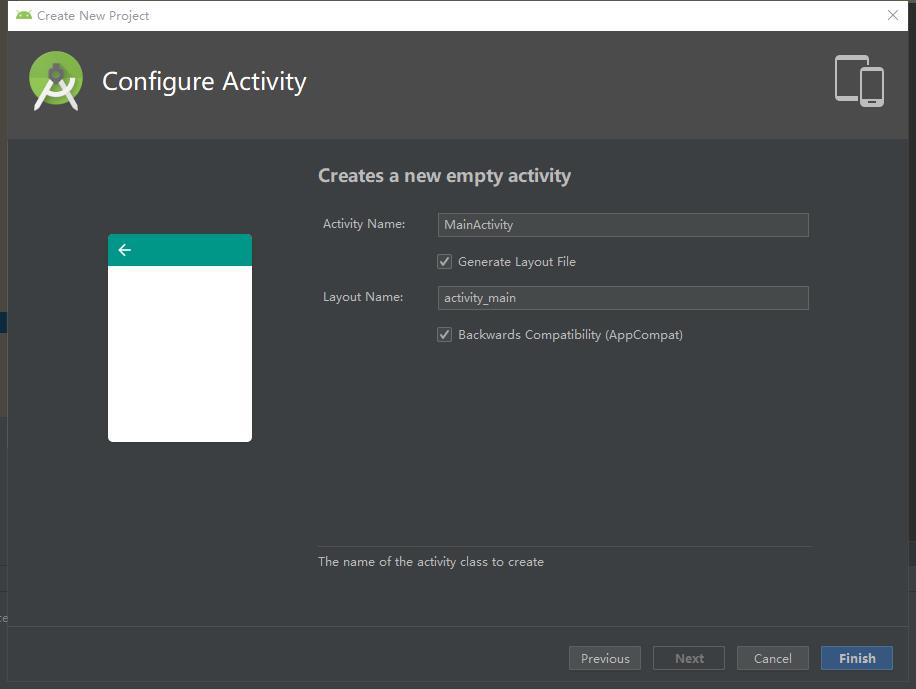 Create New Project
Configure Activity
Creates a new empty activity
Activity Name:
MainActivity
Generate Layout File
Layout Name:
activity_main
Backwards Compatibility (AppCompat)
The name of the activity class to create
Previous
Next
Cancel
Finish